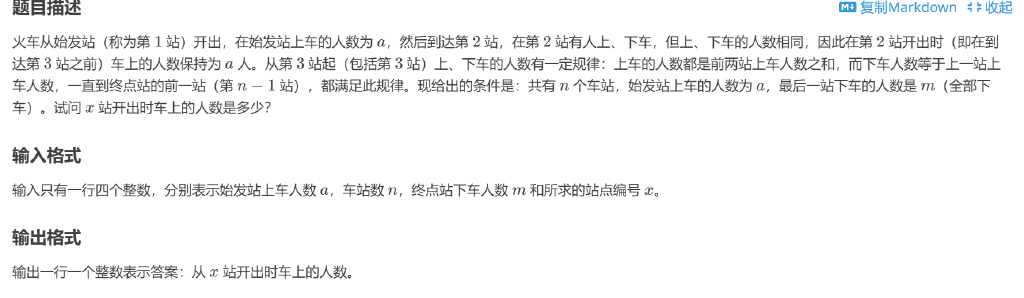 题目描述
复制Markdown 收起
火车从始发站（称为第 1 站）开出，在始发站上车的人数为 a，然后到达第 2 站，在第 2 站有人上、下车，但上、下车的人数相同，因此在第 2 站开出时（即在到
达第 3 站之前）车上的人数保持为 a 人。从第 3 站起（包括第 3 站）上、下车的人数有一定规律：上车的人数都是前两站上车人数之和，而下车人数等于上一站上
车人数，一直到终点站的前一站（第 n − 1 站），都满足此规律。现给出的条件是：共有 n 个车站，始发站上车的人数为 a，最后一站下车的人数是 m（全部下
车）。试问 x 站开出时车上的人数是多少？
输入格式
输入只有一行四个整数，分别表示始发站上车人数 a，车站数 n，终点站下车人数 m 和所求的站点编号 x。
输出格式
输出一行一个整数表示答案：从 x 站开出时车上的人数。